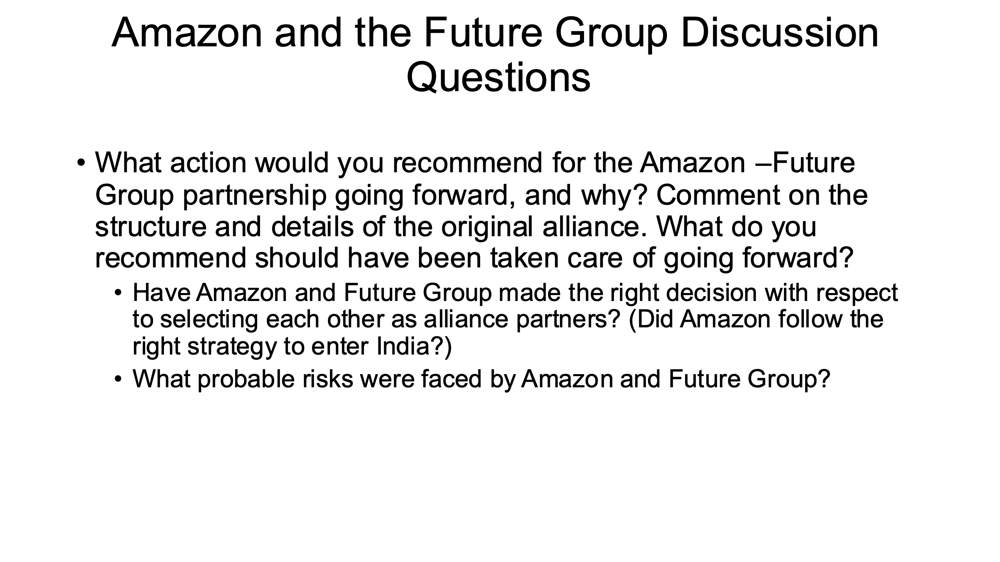 Amazon and the Future Group Discussion
Questions
• What action would you recommend for the Amazon –Future
Group partnership going forward, and why? Comment on the
structure and details of the original alliance. What do you
recommend should have been taken care of going forward?
• Have Amazon and Future Group made the right decision with respect
to selecting each other as alliance partners? (Did Amazon follow the
right strategy to enter India?)
• What probable risks were faced by Amazon and Future Group?